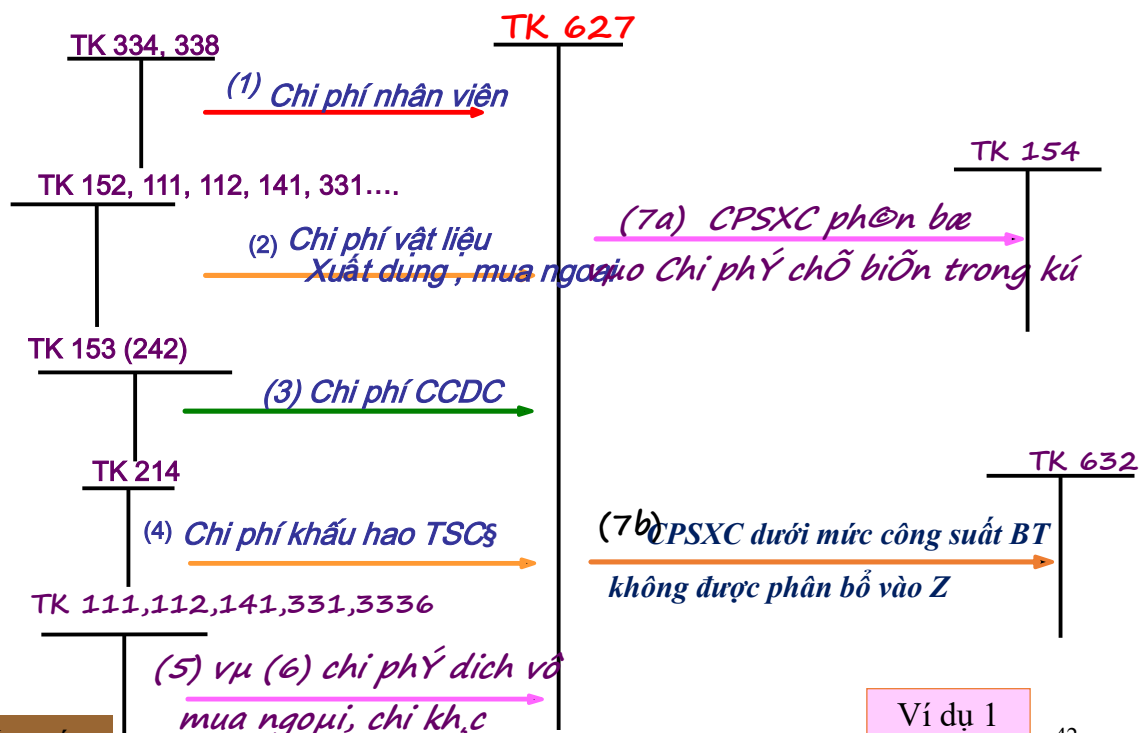 TK 627
TK 334, 338
(1) Chi phí nhân viên
TK 154
TK 152, 111, 112, 141, 331….
(7a) CPSXC ph©n bæ
(2) Chi phí vật liệu
Xuất dung , mua ngoai
vµo Chi phÝ chÕ biÕn trong kú
TK 153 (242)
(3) Chi phí CCDC
TK 214
TK 632
(4) Chi phí khấu hao TSC§
(7b)
CPSXC dưới mức công suất BT
không được phân bổ vào Z
TK 111,112,141,331,3336
(5) vµ (6) chi phÝ dich vô
mua ngoµi, chi kh¸c
Ví dụ 1